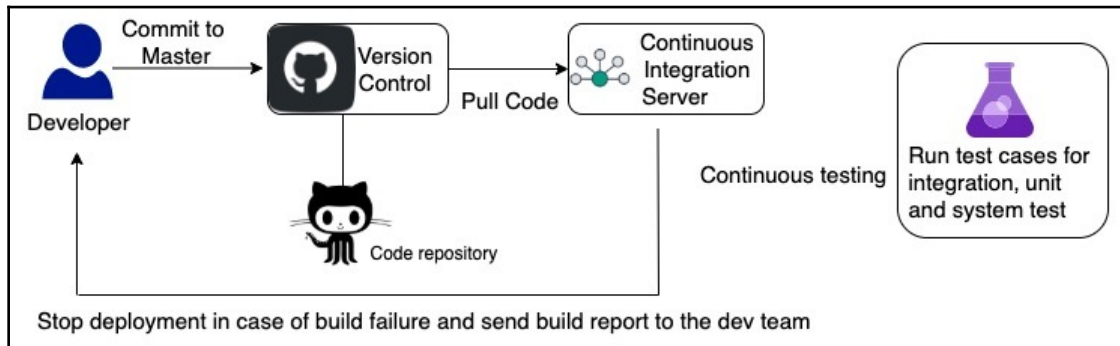 Commit to
Master
Developer
Version
Control
Pull Code
Continuous
Integration
Server
Code repository
Continuous testing
Run test cases for
integration, unit
and system test
Stop deployment in case of build failure and send build report to the dev team